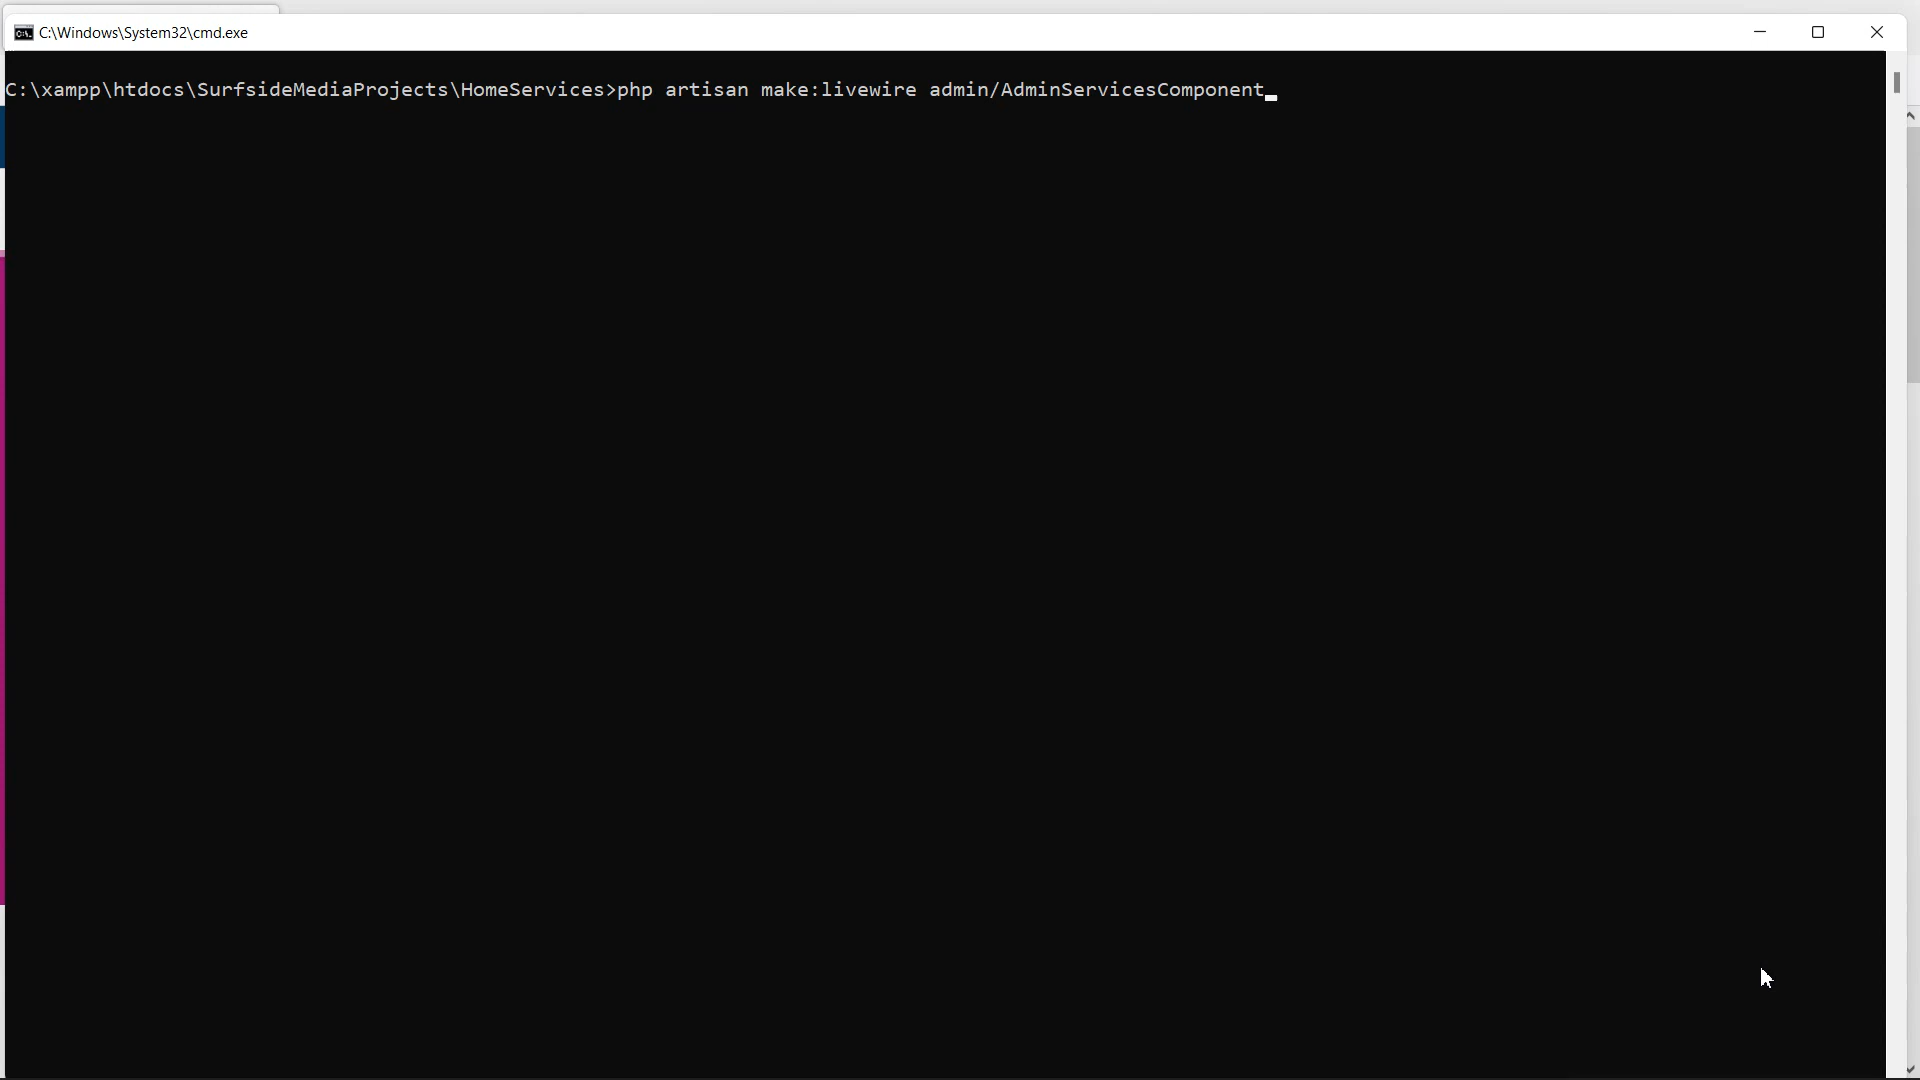 C:\Windows\System32\cmd.exe
C:\xampp\htdocs\SurfsideMediaProjects\HomeServices>php artisan make:livewire admin/AdminServicesComponent